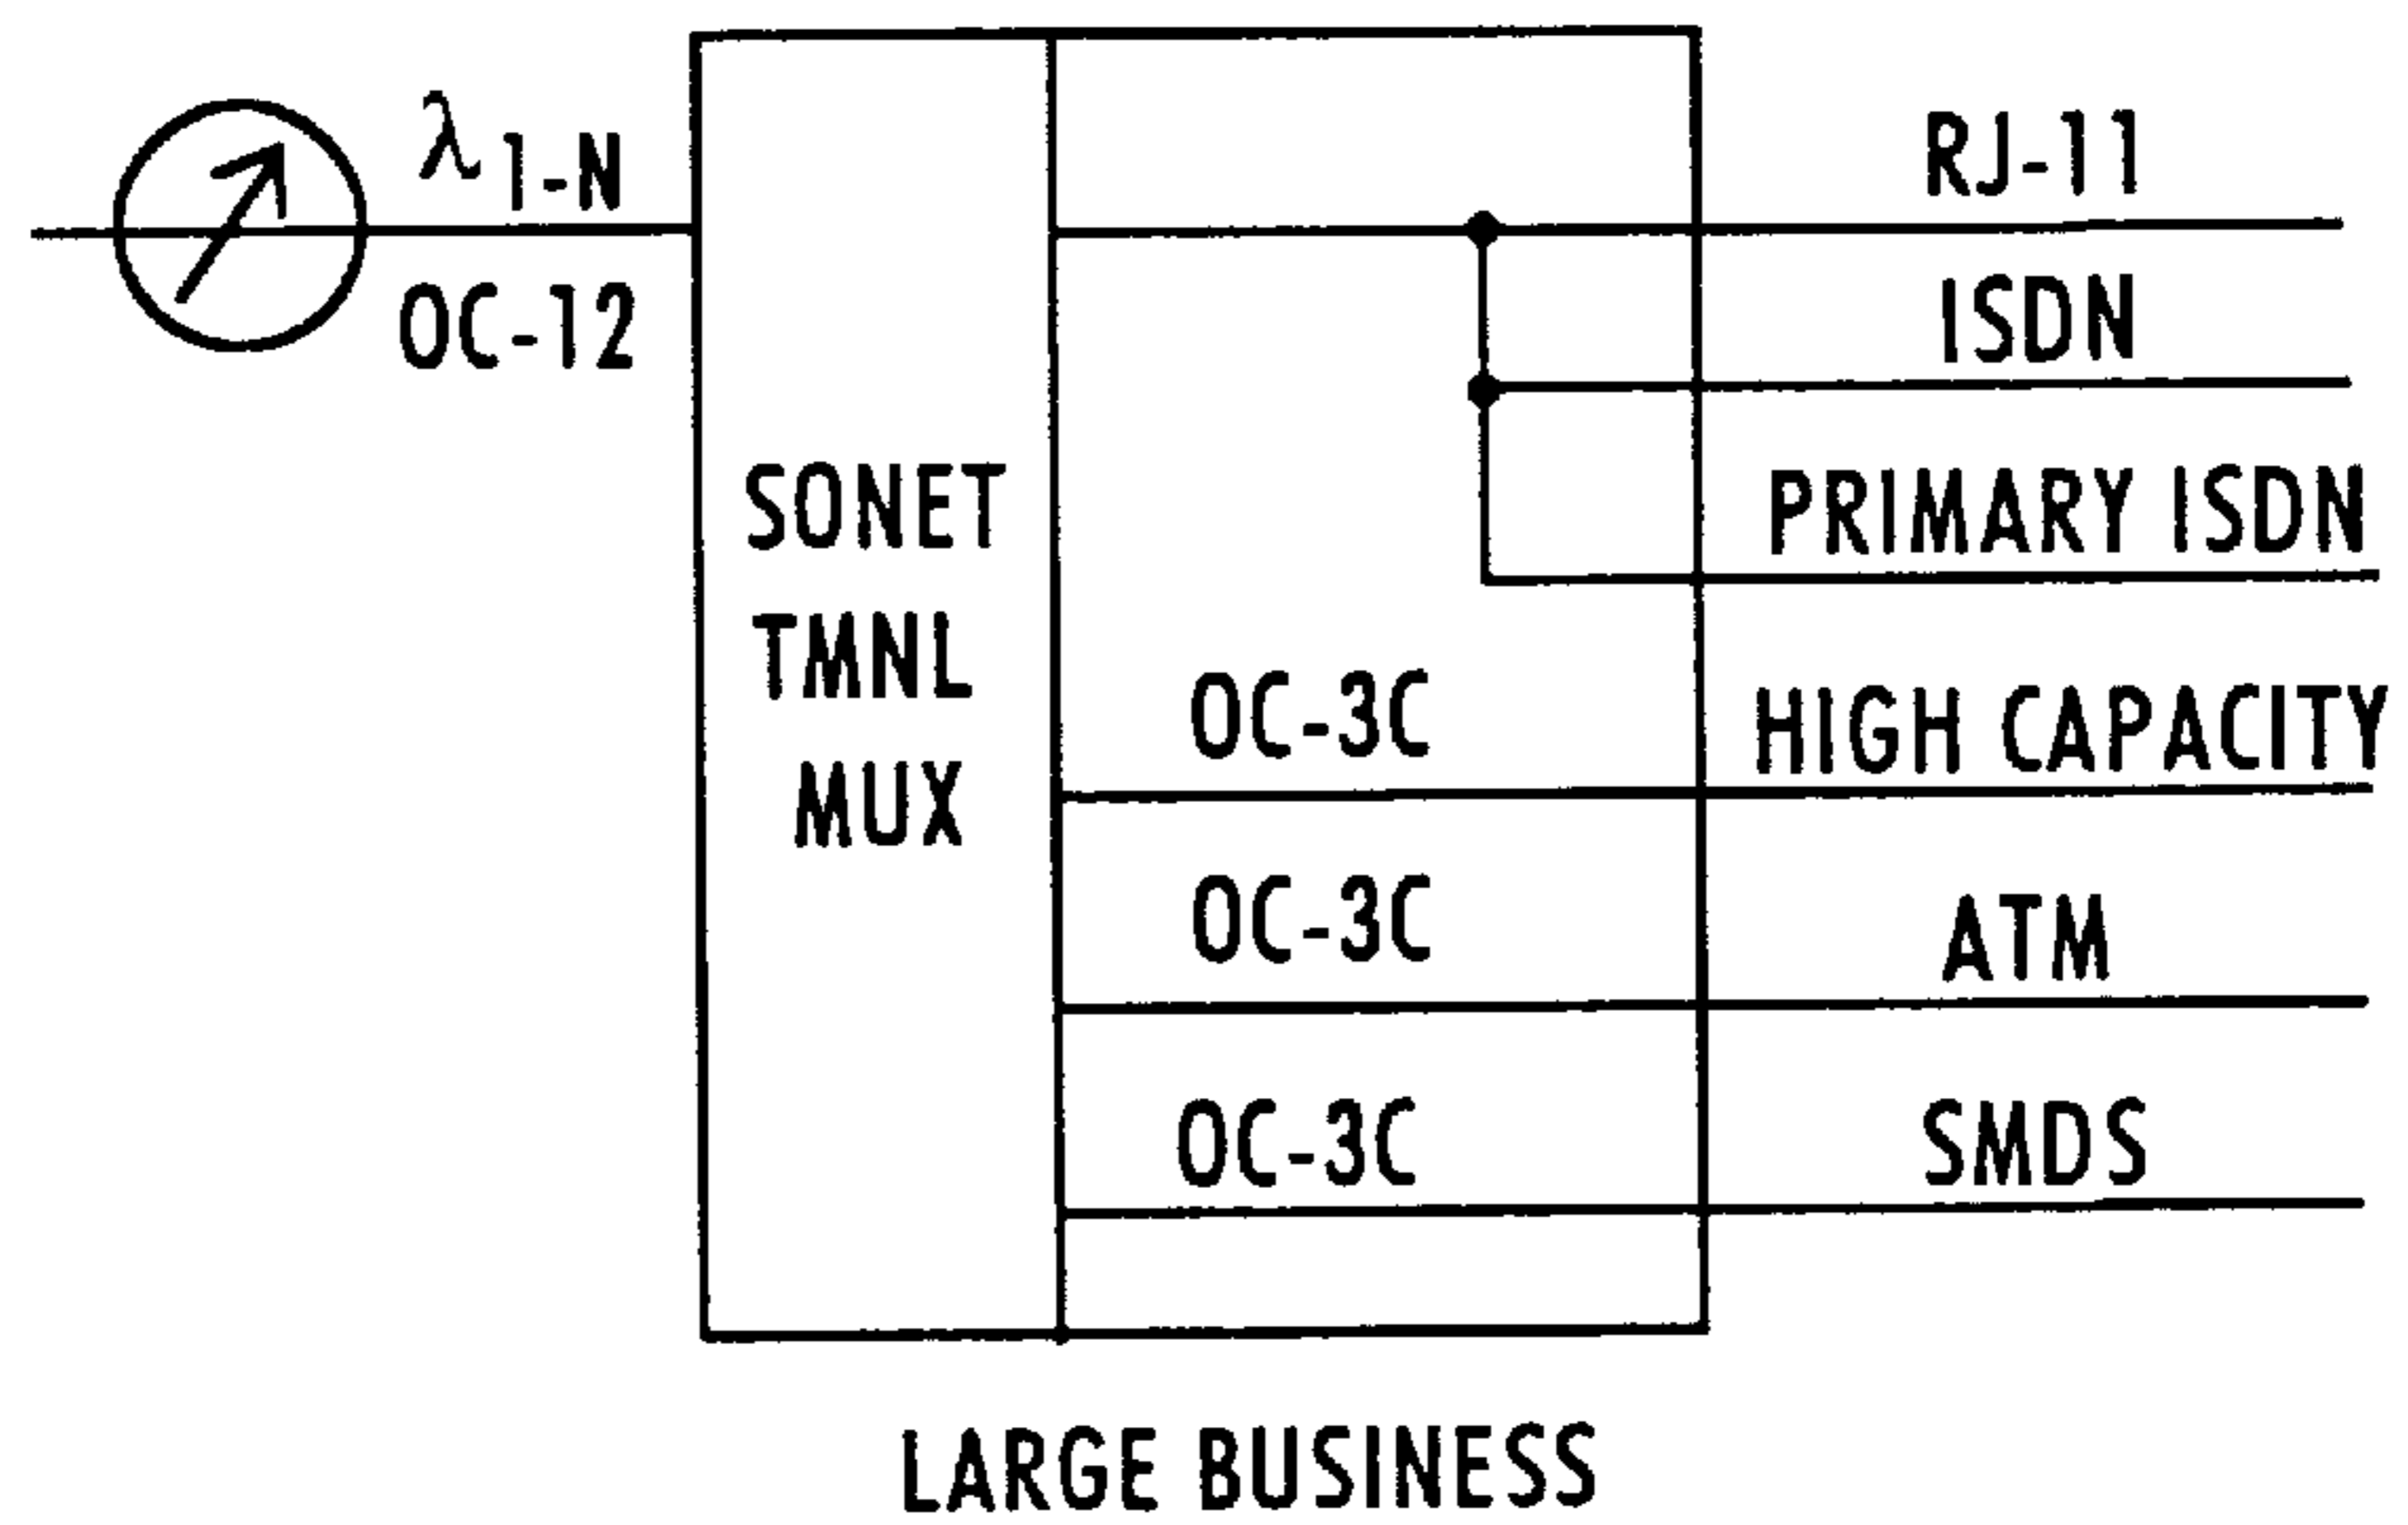 λ1-N
OC-12
SONET
TMNL
MUX
RJ-11
ISDN
PRIMARY ISDN
OC-3C
HIGH CAPACITY
OC-3C
ATM
OC-3C
SMDS
LARGE BUSINESS